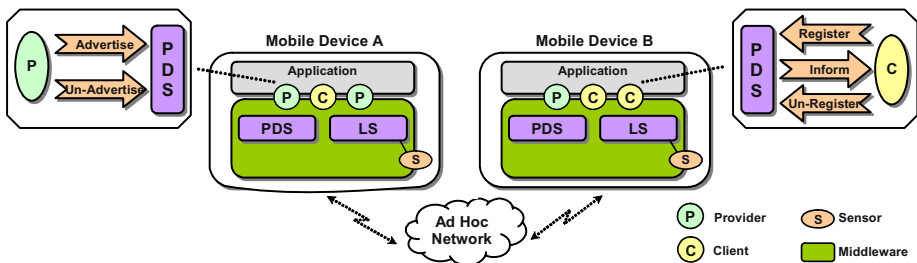 P
Advertise
Un-Advertise
PDS
Mobile Device A
Application
P
C
P
PDS
LS
S
Mobile Device B
Application
P
C
C
PDS
LS
S
PDS
Register
Inform
Un-Register
C
Ad Hoc
Network
P Provider
S Sensor
C Client
Middleware